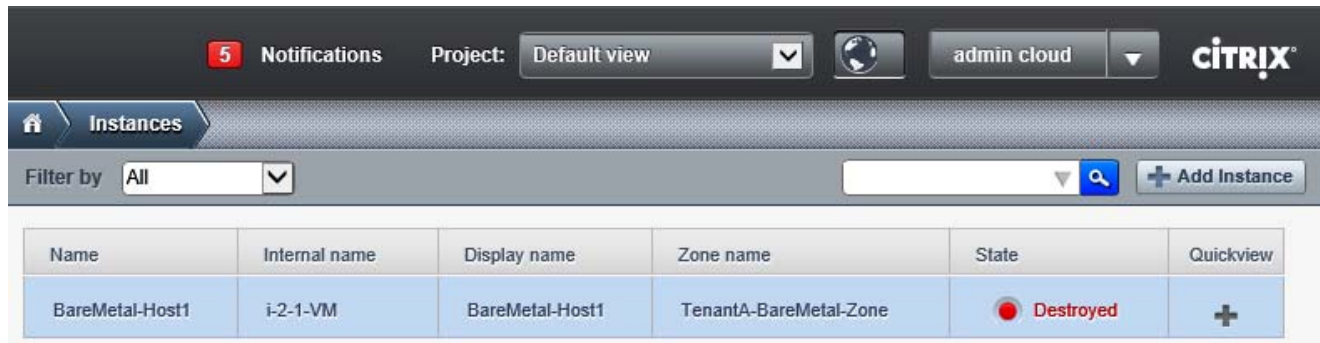 5 Notifications Project: Default view admin cloud CITRIX
Instances
Filter by All Add Instance
Name Internal name Display name Zone name State Quickview
BareMetal-Host1 i-2-1-VM BareMetal-Host1 TenantA-BareMetal-Zone Destroyed